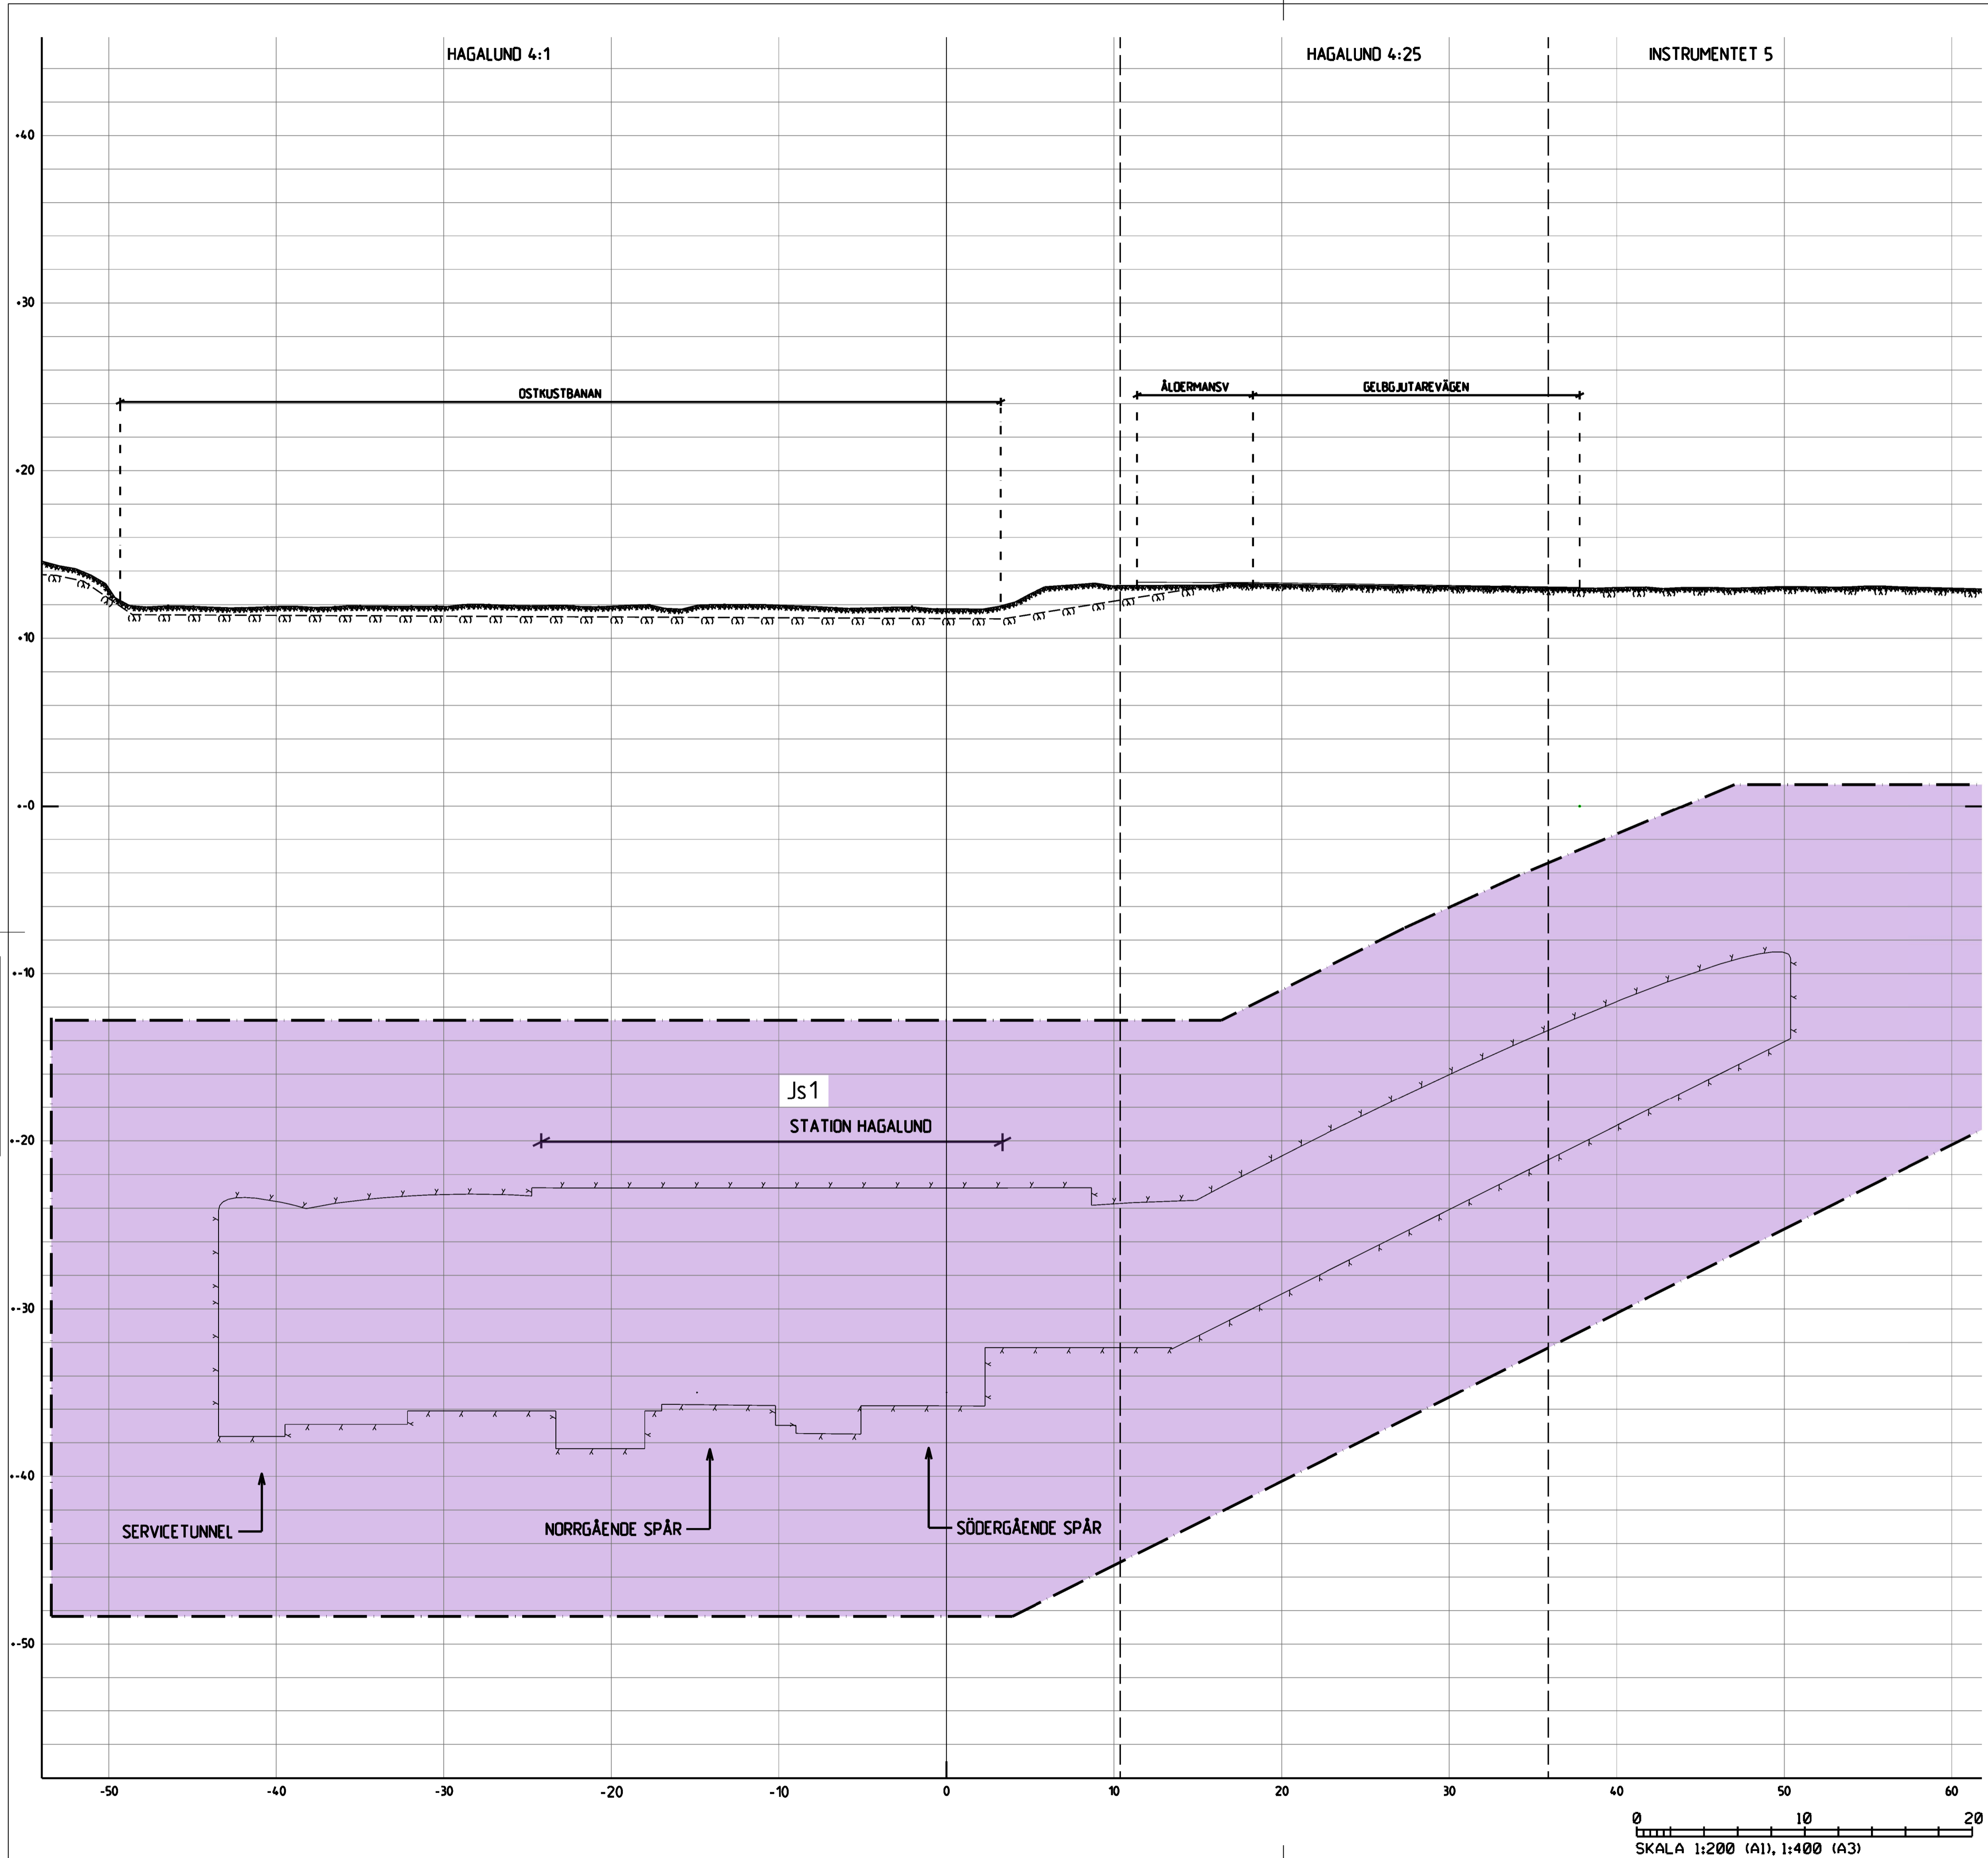 HAGALUND 4:1
HAGALUND 4:25
INSTRUMENTET 5
+40
+30
OSTKUSTBANAN
ÅLDERMANSV
GELBGJUTAREVÄGEN
+20
+10
+-0
+-10
Js1
STATION HAGALUND
+-20
+-30
+-40
SERVICETUNNEL
NORRGÅENDE SPÅR
SÖDERGÅENDE SPÅR
+-50
-50 -40 -30 -20 -10 0 10 20 30 40 50 60
0 10 20
SKALA 1:200 (A1), 1:400 (A3)